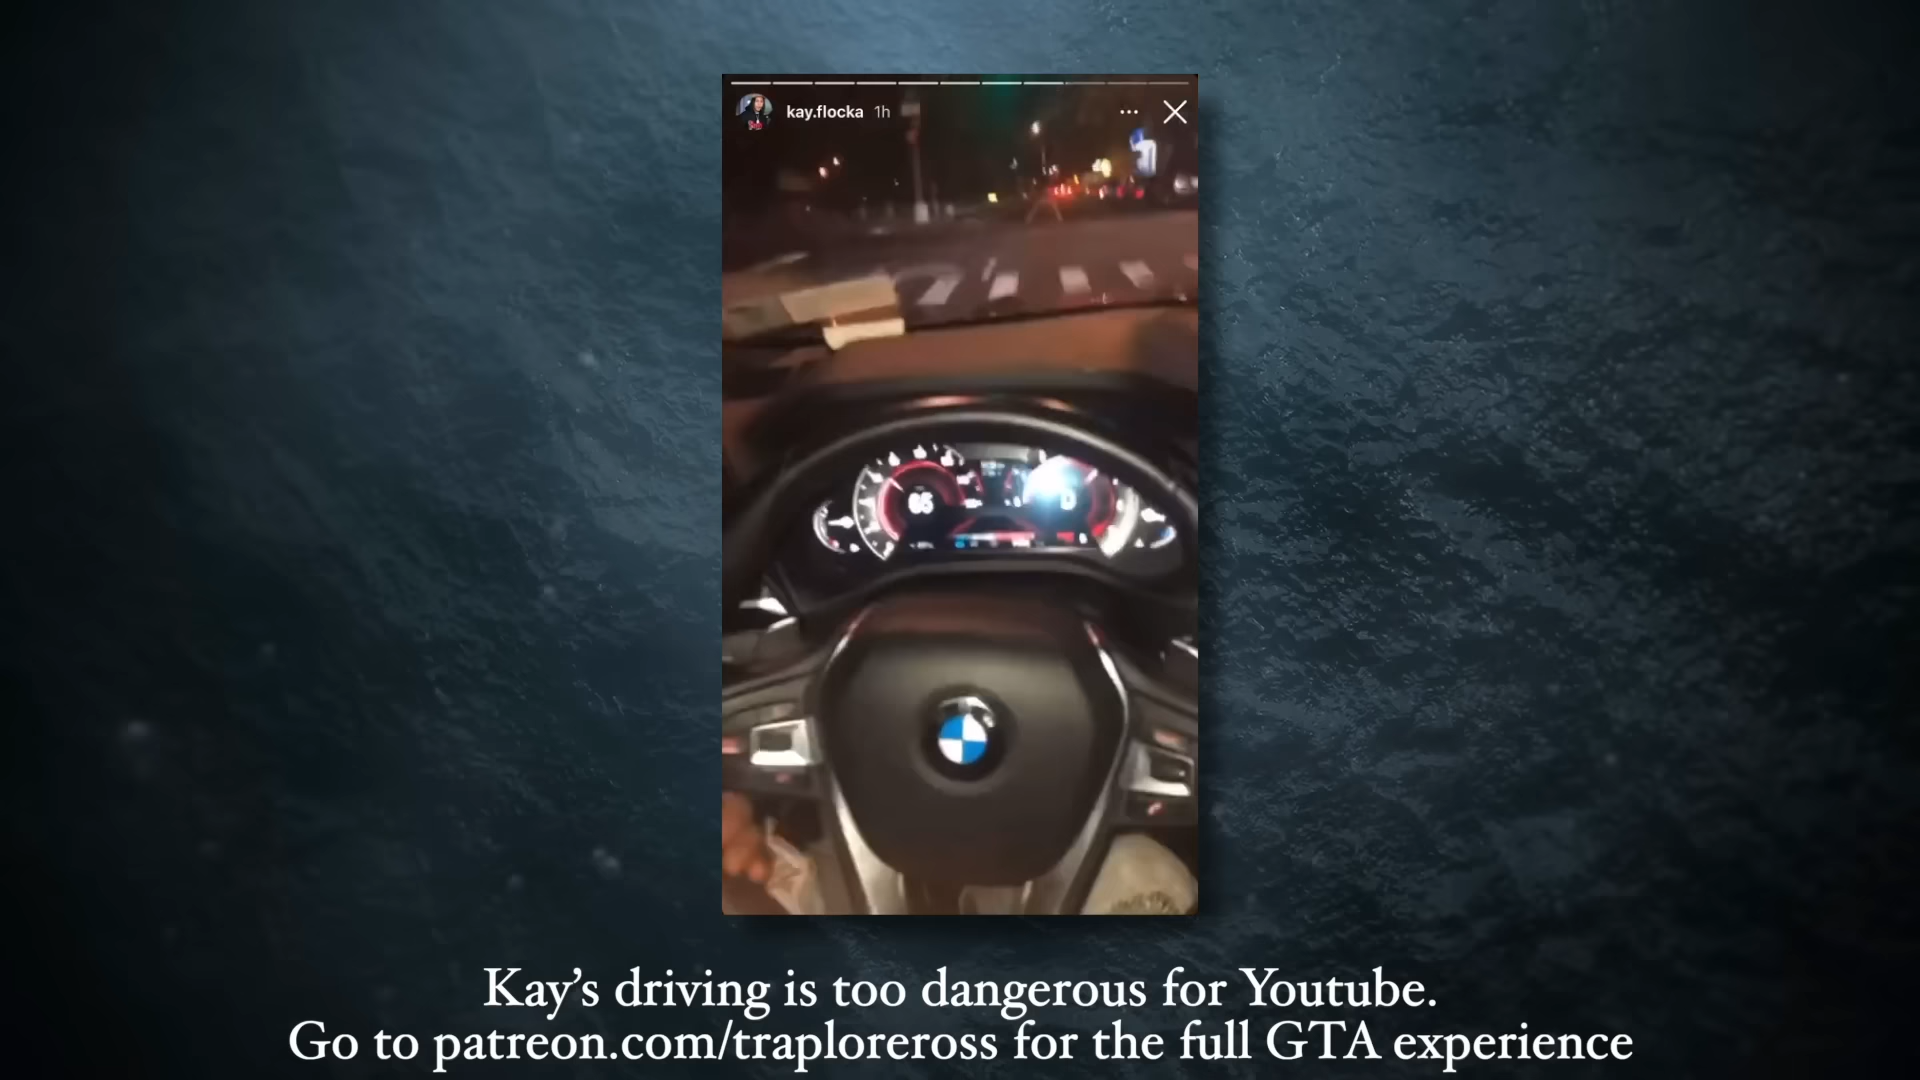 kay.flocka 1h
65
D
Kay’s driving is too dangerous for Youtube.
Go to patreon.com/traploreross for the full GTA experience